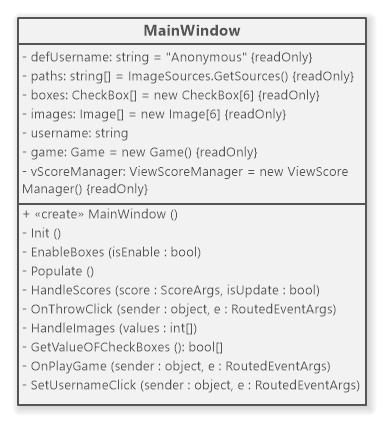 MainWindow
- defUsername: string = "Anonymous" {readOnly}
- paths: string[] = ImageSources.GetSources() {readOnly}
- boxes: CheckBox[] = new CheckBox[6] {readOnly}
- images: Image[] = new Image[6] {readOnly}
- username: string
- game: Game = new Game() {readOnly}
- vScoreManager: ViewScoreManager = new ViewScore
Manager() {readOnly}
+ «create» MainWindow ()
- Init ()
- EnableBoxes (isEnable : bool)
- Populate ()
- HandleScores (score : ScoreArgs, isUpdate : bool)
- OnThrowClick (sender : object, e : RoutedEventArgs)
- HandleImages (values : int[])
- GetValueOFCheckBoxes (): bool[]
- OnPlayGame (sender : object, e : RoutedEventArgs)
- SetUsernameClick (sender : object, e : RoutedEventArgs)